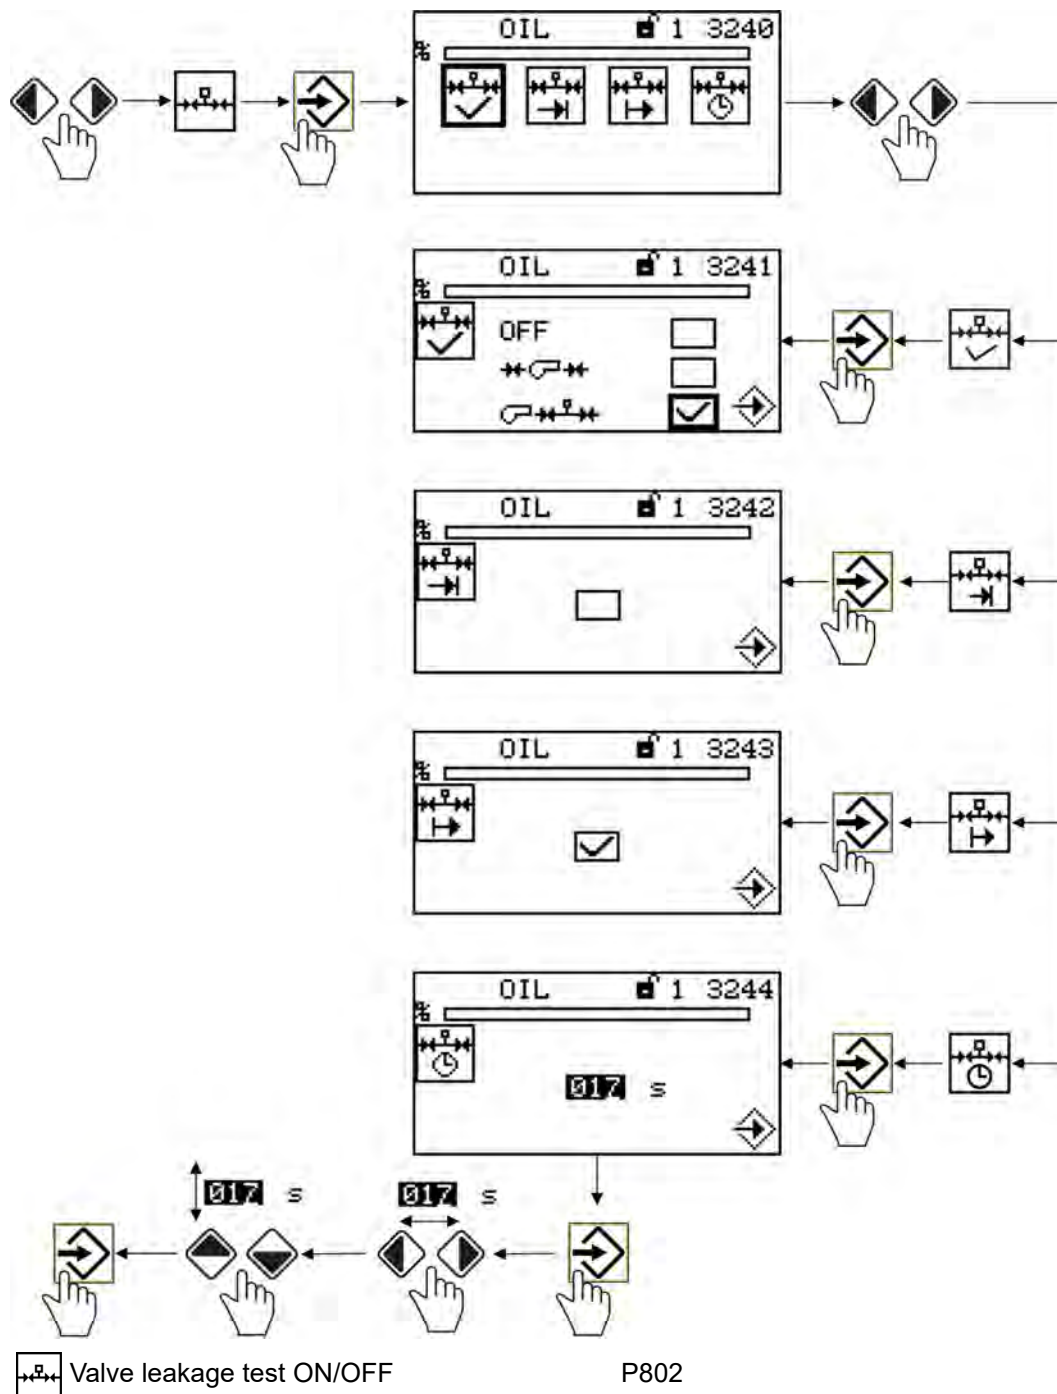 OIL 1 3240
%
OIL 1 3241
%
OFF
OIL 1 3242
%
OIL 1 3243
%
OIL 1 3244
%
017 s
017 s
017 s
Valve leakage test ON/OFF P802